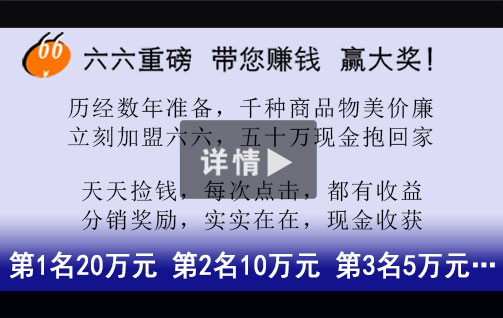 66
六六重磅 带您赚钱 赢大奖!
历经数年准备，千种商品物美价廉
立刻加盟六六，五十万现金抱回家
详情
天天捡钱，每次点击，都有收益
分销奖励，实实在在，现金收获
第1名20万元 第2名10万元 第3名5万元…